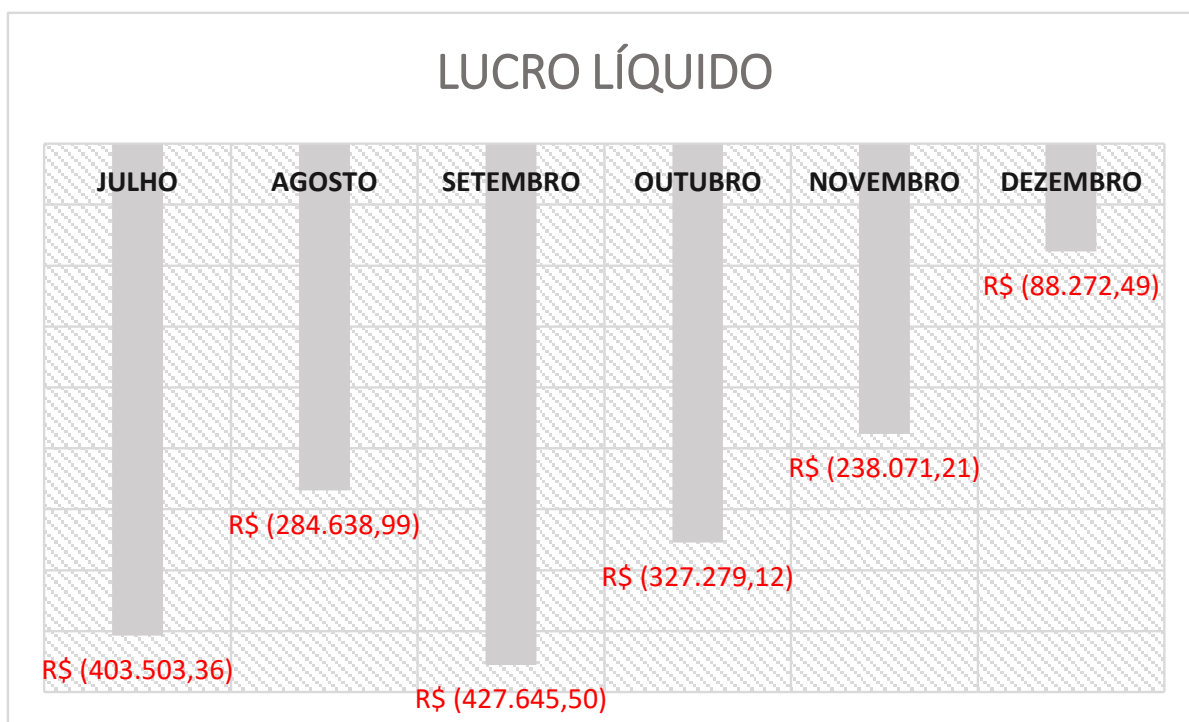 LUCRO LÍQUIDO
JULHO AGOSTO SETEMBRO OUTUBRO NOVEMBRO DEZEMBRO
R$ (88.272,49)
R$ (238.071,21)
R$ (284.638,99)
R$ (327.279,12)
R$ (403.503,36)
R$ (427.645,50)